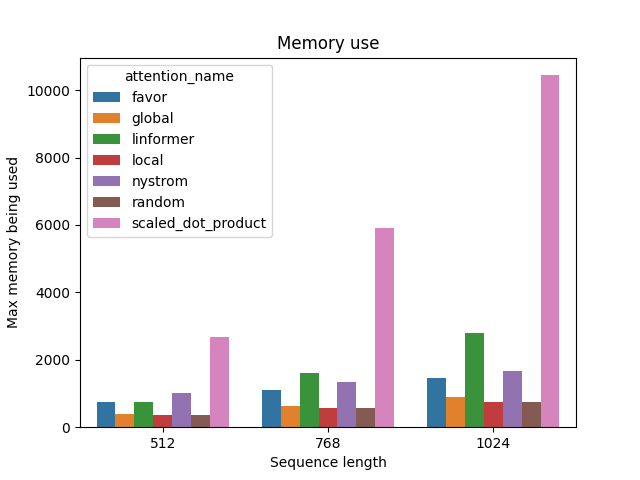 Memory use
attention_name
favor
global
linformer
local
nystrom
random
scaled_dot_product
Max memory being used
10000
8000
6000
4000
2000
0
512
768
1024
Sequence length